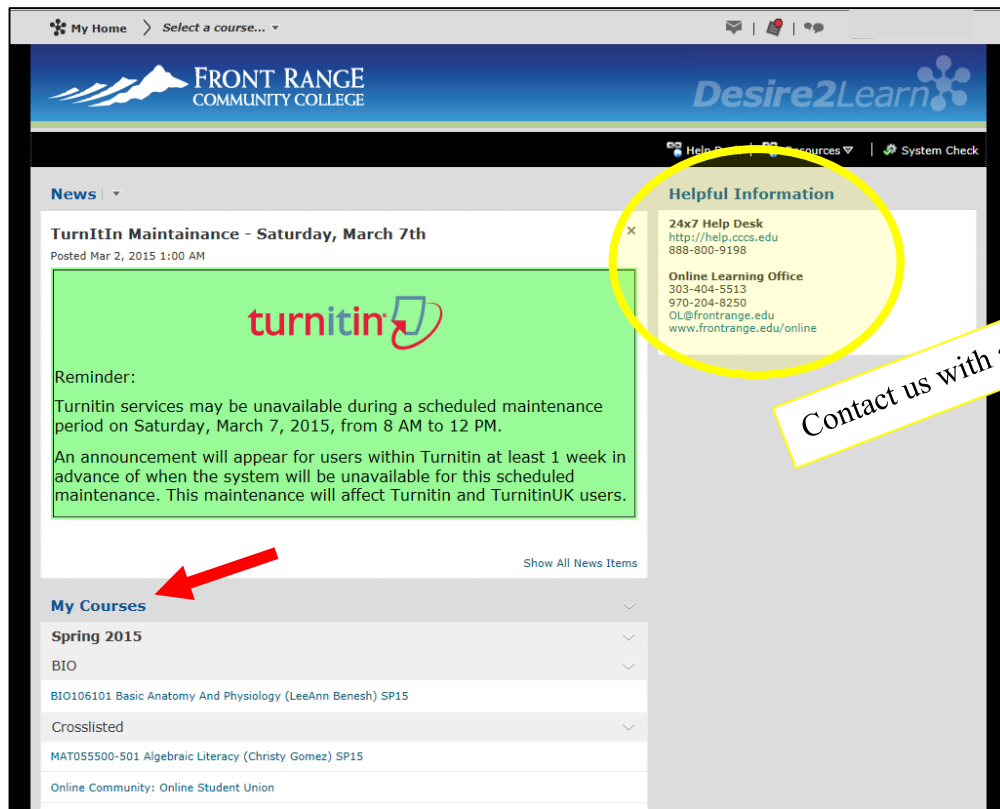 My Home > Select a course...
FRONT RANGE
COMMUNITY COLLEGE
Desire2Learn
Help | Resources | System Check
News
TurnItIn Maintainance - Saturday, March 7th
Posted Mar 2, 2015 1:00 AM
turnitin
Reminder:
Turnitin services may be unavailable during a scheduled maintenance
period on Saturday, March 7, 2015, from 8 AM to 12 PM.
An announcement will appear for users within Turnitin at least 1 week in
advance of when the system will be unavailable for this scheduled
maintenance. This maintenance will affect Turnitin and TurnitinUK users.
Show All News Items
Helpful Information
24x7 Help Desk
http://help.cccs.edu
888-800-9198
Online Learning Office
303-404-5513
970-204-8250
OL@frontrange.edu
www.frontrange.edu/online
Contact us with
My Courses
Spring 2015
BIO
BIO106101 Basic Anatomy And Physiology (LeeAnn Benesh) SP15
Crosslisted
MAT055500-501 Algebraic Literacy (Christy Gomez) SP15
Online Community: Online Student Union